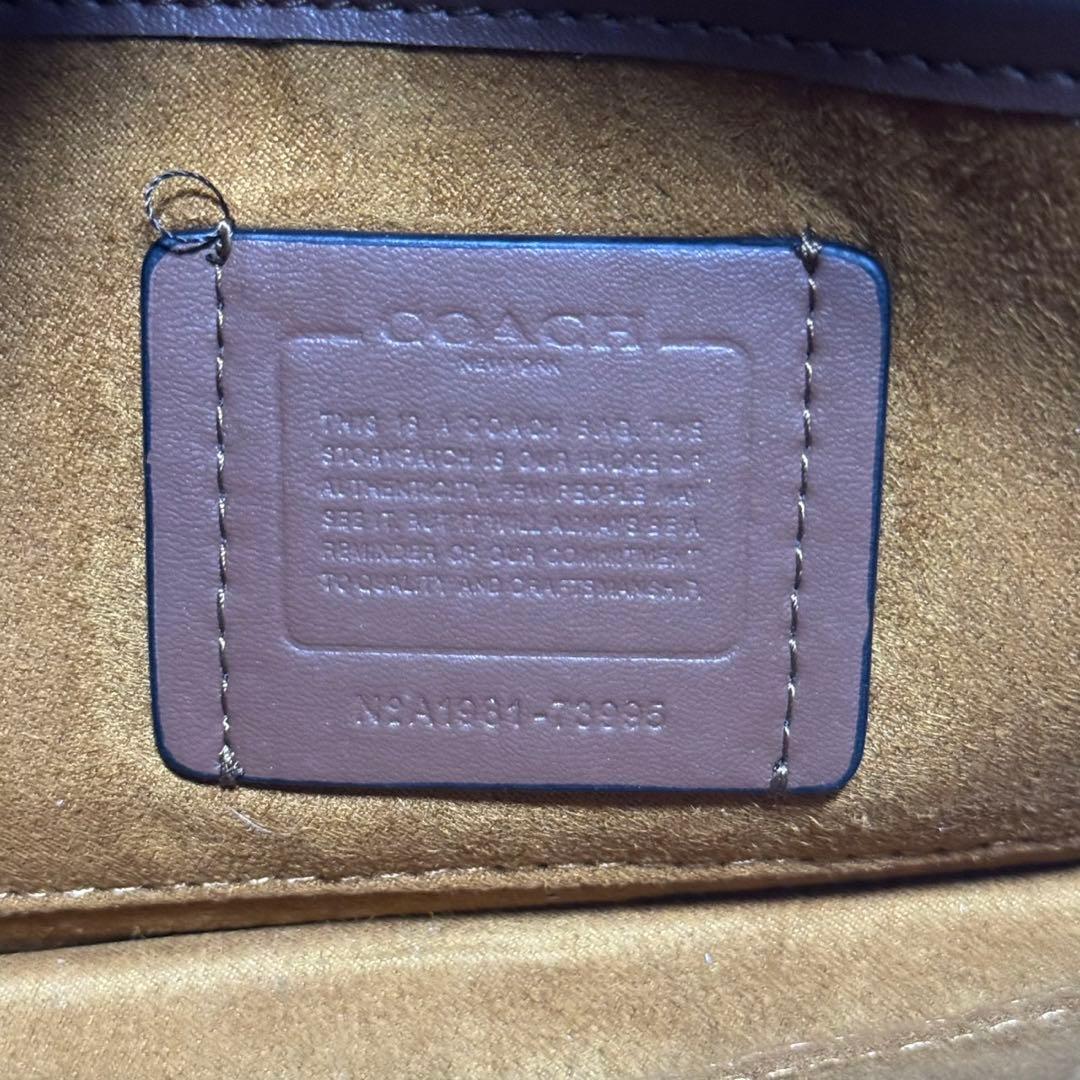 COACH
NEW YORK
THIS IS A COACH BAG. THE
STORYPATCH IS OUR BADGE OF
AUTHENTICITY. FEW PEOPLE MAY
SEE IT, BUT IT WILL ALWAYS BE A
REMINDER OF OUR COMMITMENT
TO QUALITY AND CRAFTSMANSHIP.